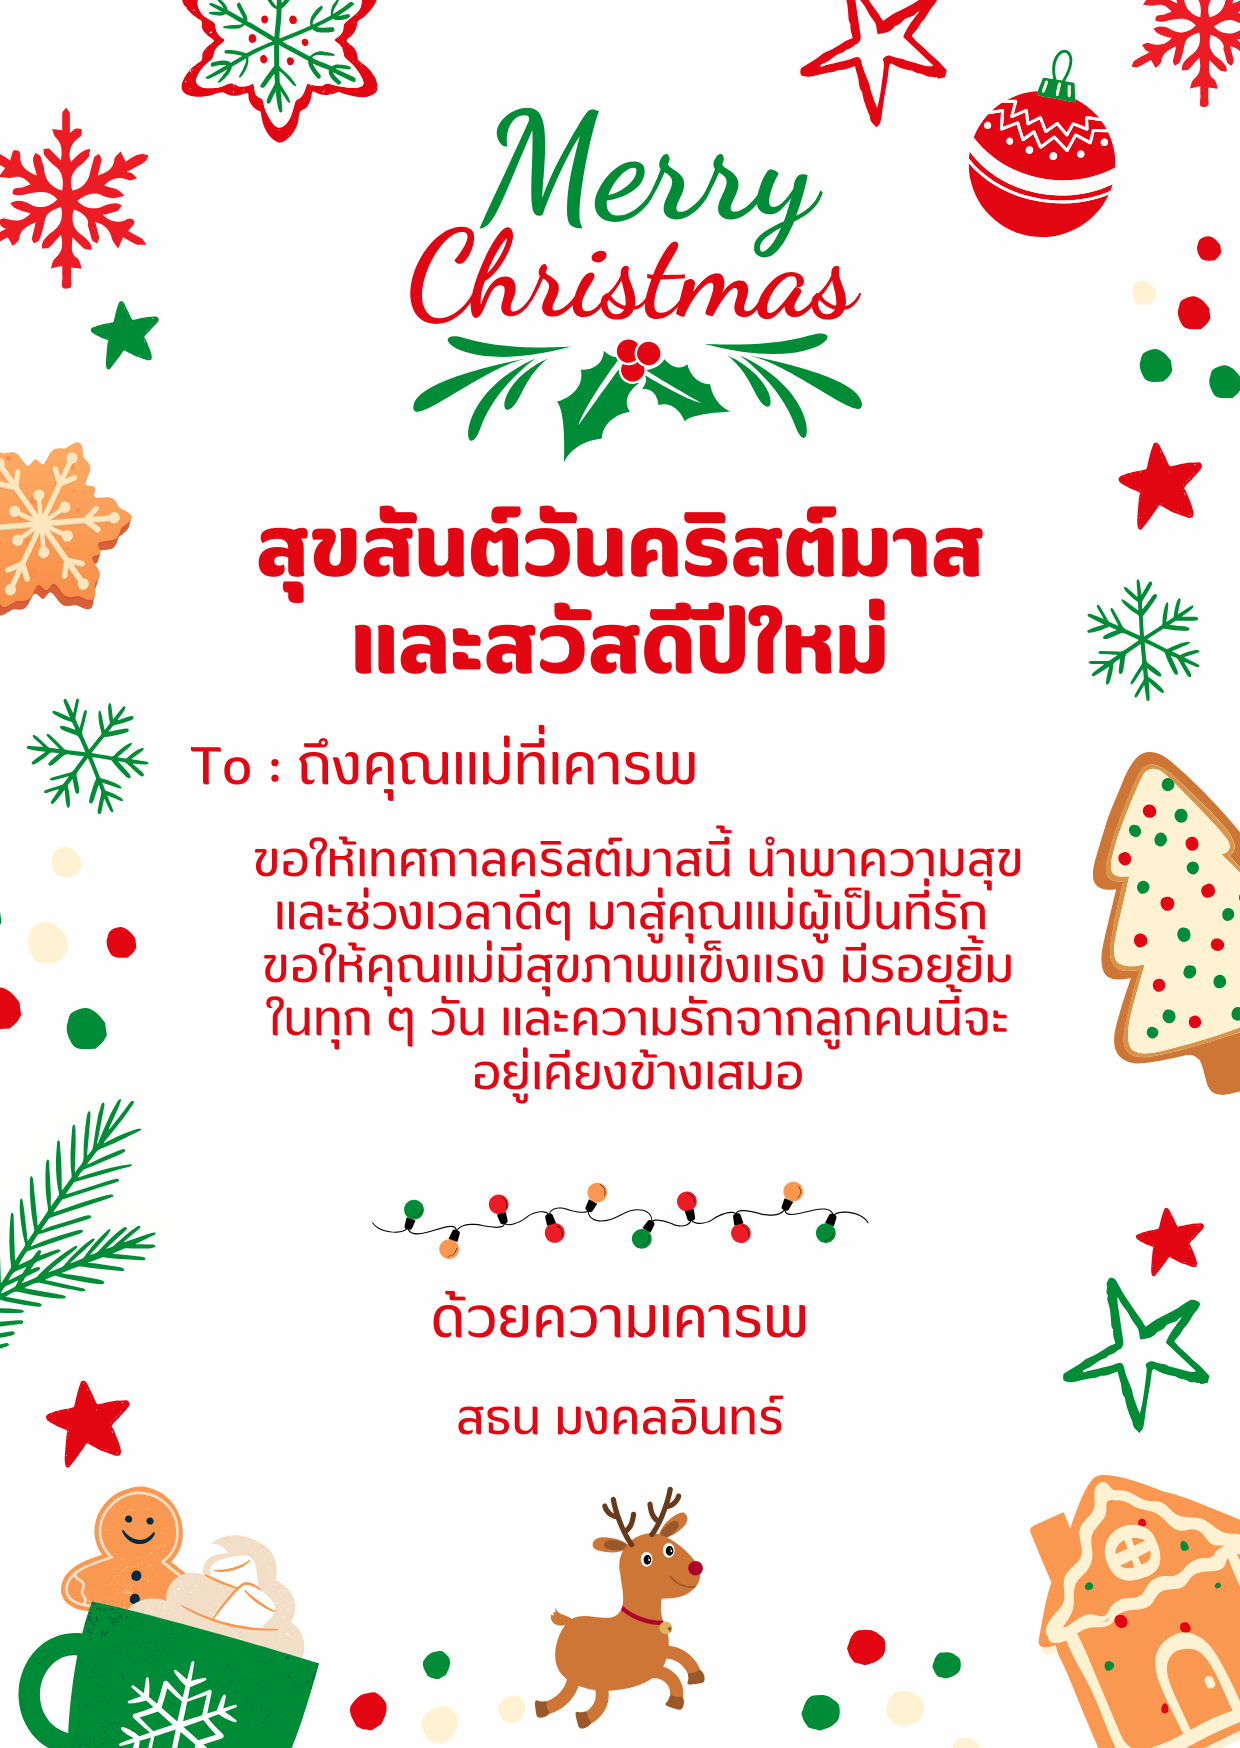 Merry
Christmas
สุขสันต์วันคริสต์มาส
และสวัสดีปีใหม่
To : ถึงคุณแม่ที่เคารพ
ขอให้เทศกาลคริสต์มาสนี้ นำพาความสุข
และช่วงเวลาดีๆ มาสู่คุณแม่ผู้เป็นที่รัก
ขอให้คุณแม่มีสุขภาพแข็งแรง มีรอยยิ้ม
ในทุก ๆ วัน และความรักจากลูกคนนี้จะ
อยู่เคียงข้างเสมอ
ด้วยความเคารพ
สธน มงคลอินทร์